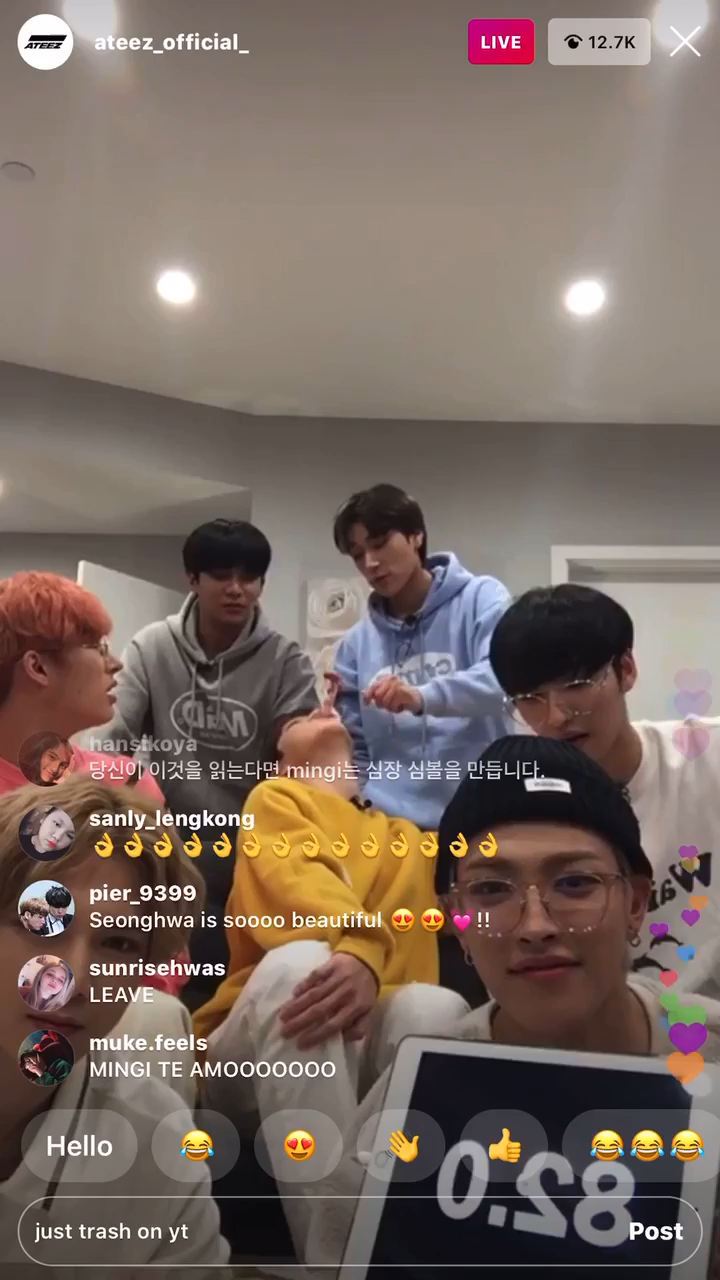 ATEEZ
ateez_official_
LIVE
12.7K
hansikoya
당신이 이것을 읽는다면 mingi는 심장 심볼을 만듭니다.
sanly_lengkong
👌👌👌👌👌👌👌👌👌👌👌👌👌👌
pier_9399
Seonghwa is soooo beautiful 😍😍💓!!
sunrisehwas
LEAVE
muke.feels
MINGI TE AMOOOOOOO
Hello 😂 😍 👋 👍 😂😂😂
82.0
just trash on yt
Post